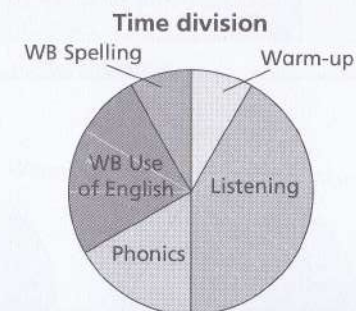 Time division
WB Spelling
Warm-up
WB Use
of English
Listening
Phonics